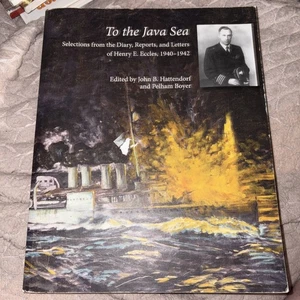 To the Java Sea
Selections from the Diary, Reports, and Letters
of Henry E. Eccles, 1940–1942
Edited by John B. Hattendorf
and Pelham Boyer